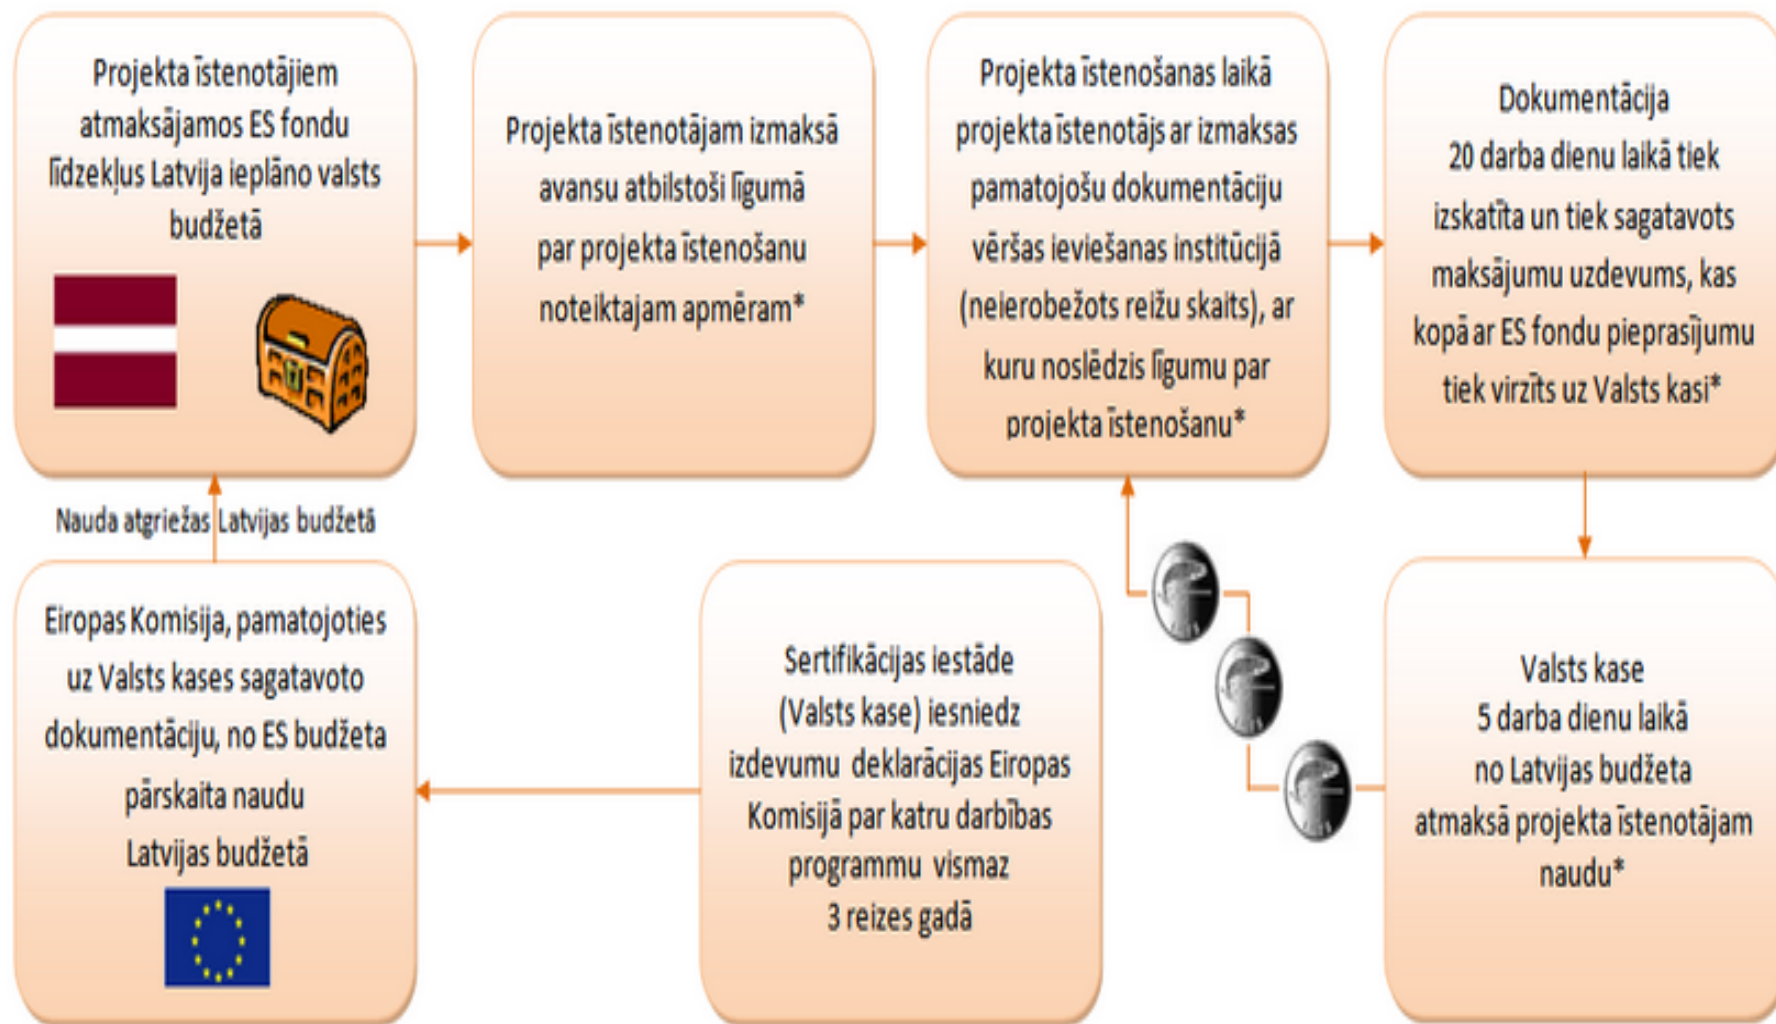 Projekta īstenotājiem
atmaksājamos ES fondu
līdzekļus Latvija ieplāno valsts
budžetā
Projekta īstenotājam izmaksā
avansu atbilstoši līgumā
par projekta īstenošanu
noteiktajam apmēram*
Projekta īstenošanas laikā
projekta īstenotājs ar izmaksas
pamatojošu dokumentāciju
vēršas ieviešanas institūcijā
(neierobežots reižu skaits), ar
kuru noslēdzis līgumu par
projekta īstenošanu*
Dokumentācija
20 darba dienu laikā tiek
izskatīta un tiek sagatavots
maksājumu uzdevums, kas
kopā ar ES fondu pieprasījumu
tiek virzīts uz Valsts kasi*
Nauda atgriežas Latvijas budžetā
Eiropas Komisija, pamatojoties
uz Valsts kases sagatavoto
dokumentāciju, no ES budžeta
pārskaita naudu
Latvijas budžetā
Sertifikācijas iestāde
(Valsts kase) iesniedz
izdevumu deklarācijas Eiropas
Komisijā par katru darbības
programmu vismaz
3 reizes gadā
Valsts kase
5 darba dienu laikā
no Latvijas budžeta
atmaksā projekta īstenotājam
naudu*